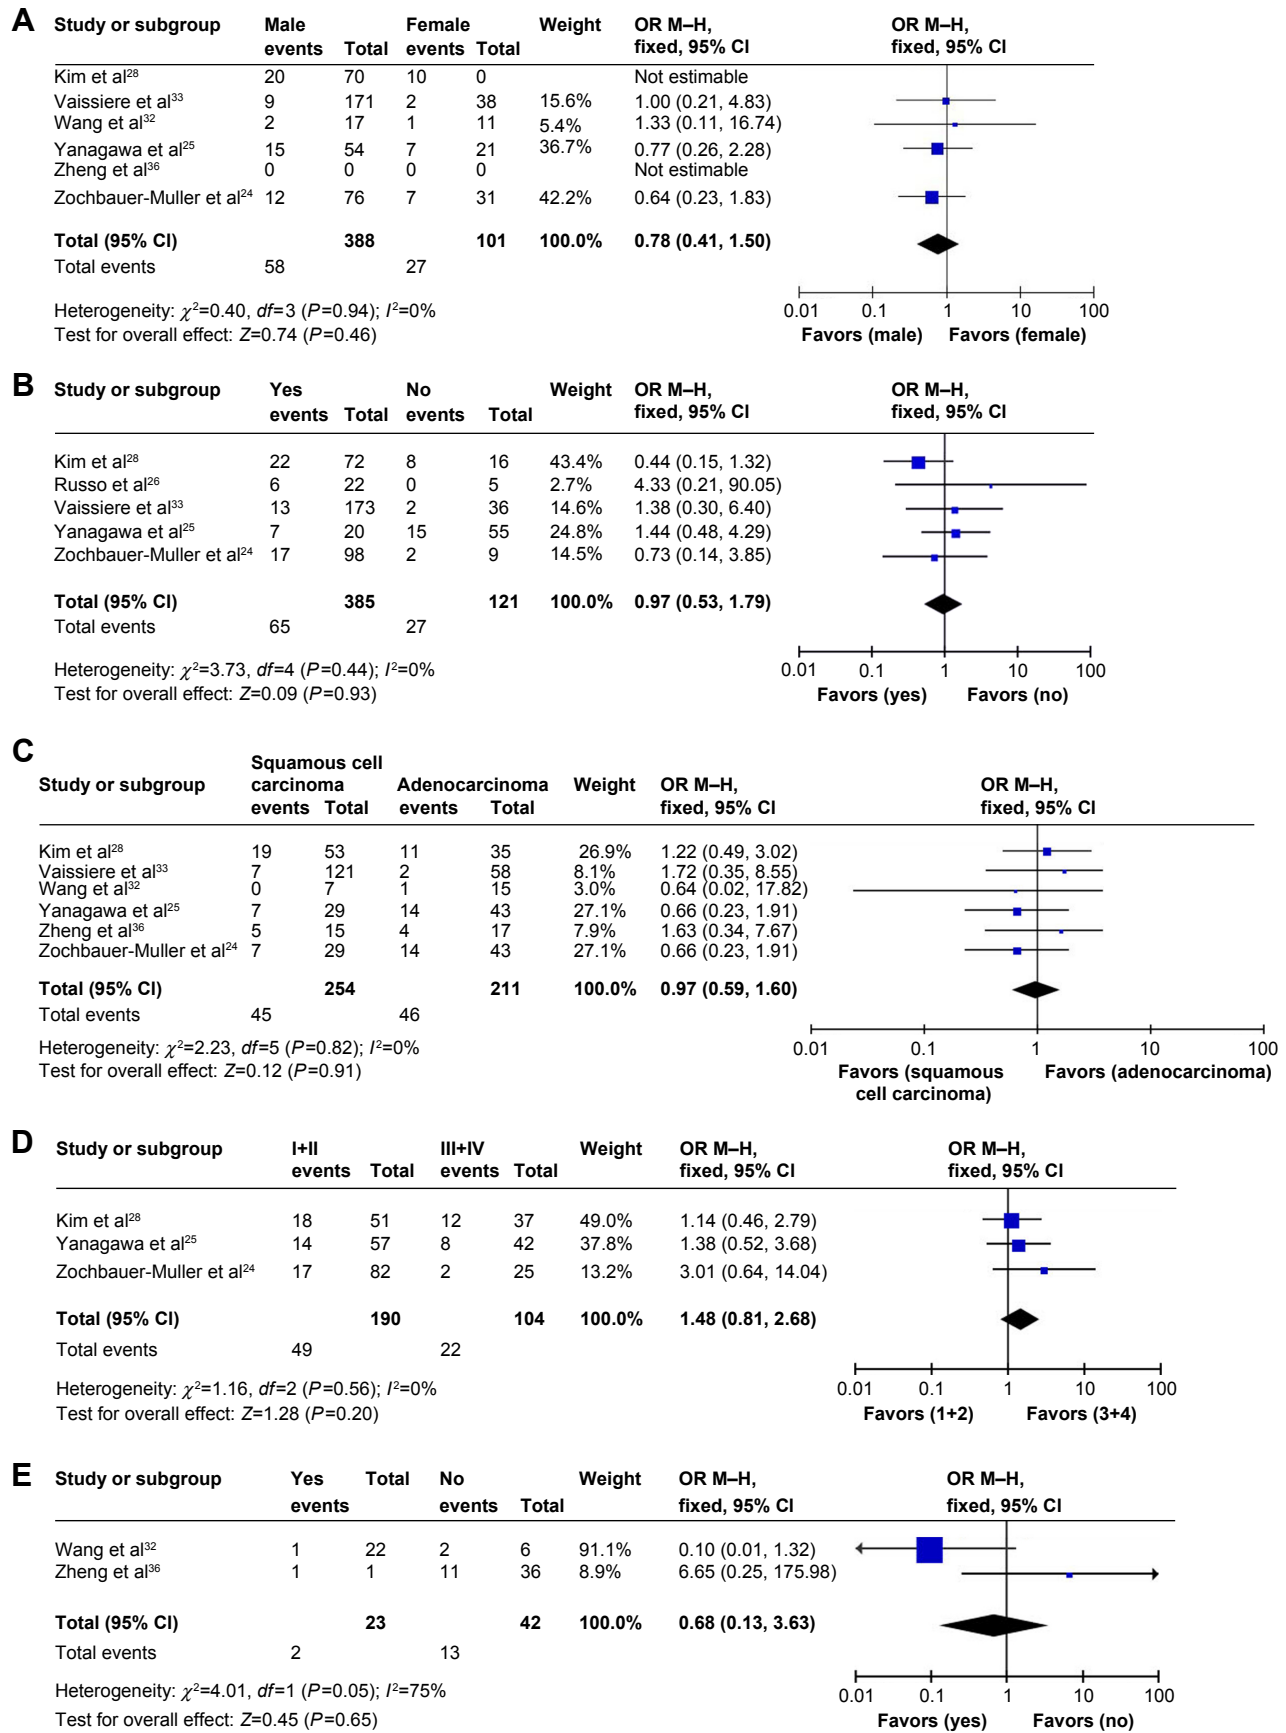 A
Study or subgroup Male events Total Female events Total Weight OR M–H, fixed, 95% CI OR M–H, fixed, 95% CI
Kim et al28 20 70 10 0 Not estimable
Vaissiere et al33 9 171 2 38 15.6% 1.00 (0.21, 4.83)
Wang et al32 2 17 1 11 5.4% 1.33 (0.11, 16.74)
Yanagawa et al25 15 54 7 21 36.7% 0.77 (0.26, 2.28)
Zheng et al36 0 0 0 0 Not estimable
Zochbauer-Muller et al24 12 76 7 31 42.2% 0.64 (0.23, 1.83)
Total (95% CI) 388 101 100.0% 0.78 (0.41, 1.50)
Total events 58 27
Heterogeneity: χ2=0.40, df=3 (P=0.94); I2=0%
Test for overall effect: Z=0.74 (P=0.46)
0.01 0.1 1 10 100
Favors (male) Favors (female)
B
Study or subgroup Yes events Total No events Total Weight OR M–H, fixed, 95% CI OR M–H, fixed, 95% CI
Kim et al28 22 72 8 16 43.4% 0.44 (0.15, 1.32)
Russo et al26 6 22 0 5 2.7% 4.33 (0.21, 90.05)
Vaissiere et al33 13 173 2 36 14.6% 1.38 (0.30, 6.40)
Yanagawa et al25 7 20 15 55 24.8% 1.44 (0.48, 4.29)
Zochbauer-Muller et al24 17 98 2 9 14.5% 0.73 (0.14, 3.85)
Total (95% CI) 385 121 100.0% 0.97 (0.53, 1.79)
Total events 65 27
Heterogeneity: χ2=3.73, df=4 (P=0.44); I2=0%
Test for overall effect: Z=0.09 (P=0.93)
0.01 0.1 1 10 100
Favors (yes) Favors (no)
C
Study or subgroup Squamous cell carcinoma events Total Adenocarcinoma events Total Weight OR M–H, fixed, 95% CI OR M–H, fixed, 95% CI
Kim et al28 19 53 11 35 26.9% 1.22 (0.49, 3.02)
Vaissiere et al33 7 121 2 58 8.1% 1.72 (0.35, 8.55)
Wang et al32 0 7 1 15 3.0% 0.64 (0.02, 17.82)
Yanagawa et al25 7 29 14 43 27.1% 0.66 (0.23, 1.91)
Zheng et al36 5 15 4 17 7.9% 1.63 (0.34, 7.67)
Zochbauer-Muller et al24 7 29 14 43 27.1% 0.66 (0.23, 1.91)
Total (95% CI) 254 211 100.0% 0.97 (0.59, 1.60)
Total events 45 46
Heterogeneity: χ2=2.23, df=5 (P=0.82); I2=0%
Test for overall effect: Z=0.12 (P=0.91)
0.01 0.1 1 10 100
Favors (squamous cell carcinoma) Favors (adenocarcinoma)
D
Study or subgroup I+II events Total III+IV events Total Weight OR M–H, fixed, 95% CI OR M–H, fixed, 95% CI
Kim et al28 18 51 12 37 49.0% 1.14 (0.46, 2.79)
Yanagawa et al25 14 57 8 42 37.8% 1.38 (0.52, 3.68)
Zochbauer-Muller et al24 17 82 2 25 13.2% 3.01 (0.64, 14.04)
Total (95% CI) 190 104 100.0% 1.48 (0.81, 2.68)
Total events 49 22
Heterogeneity: χ2=1.16, df=2 (P=0.56); I2=0%
Test for overall effect: Z=1.28 (P=0.20)
0.01 0.1 1 10 100
Favors (1+2) Favors (3+4)
E
Study or subgroup Yes events Total No events Total Weight OR M–H, fixed, 95% CI OR M–H, fixed, 95% CI
Wang et al32 1 22 2 6 91.1% 0.10 (0.01, 1.32)
Zheng et al36 1 1 11 36 8.9% 6.65 (0.25, 175.98)
Total (95% CI) 23 42 100.0% 0.68 (0.13, 3.63)
Total events 2 13
Heterogeneity: χ2=4.01, df=1 (P=0.05); I2=75%
Test for overall effect: Z=0.45 (P=0.65)
0.01 0.1 1 10 100
Favors (yes) Favors (no)